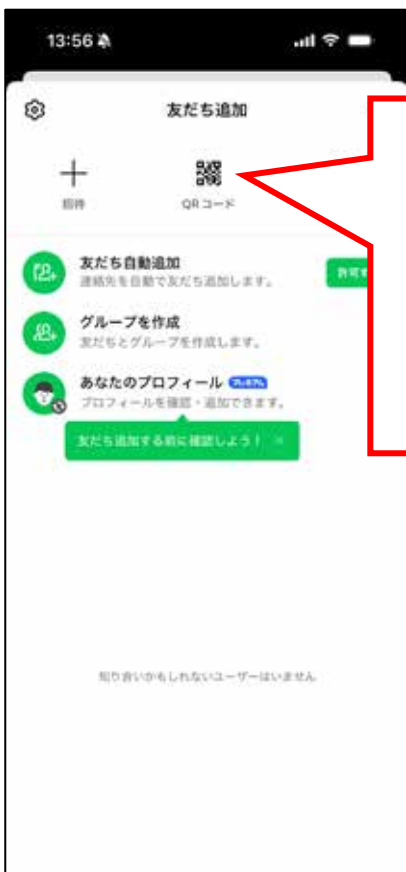 13:56
友だち追加
招待
QRコード
友だち自動追加
連絡先を自動で友だち追加します。
許可す
グループを作成
友だちとグループを作成します。
あなたのプロフィール
プロフィールを確認・追加できます。
友だち追加する前に確認しよう！ ×
知り合いかもしれないユーザーはいません